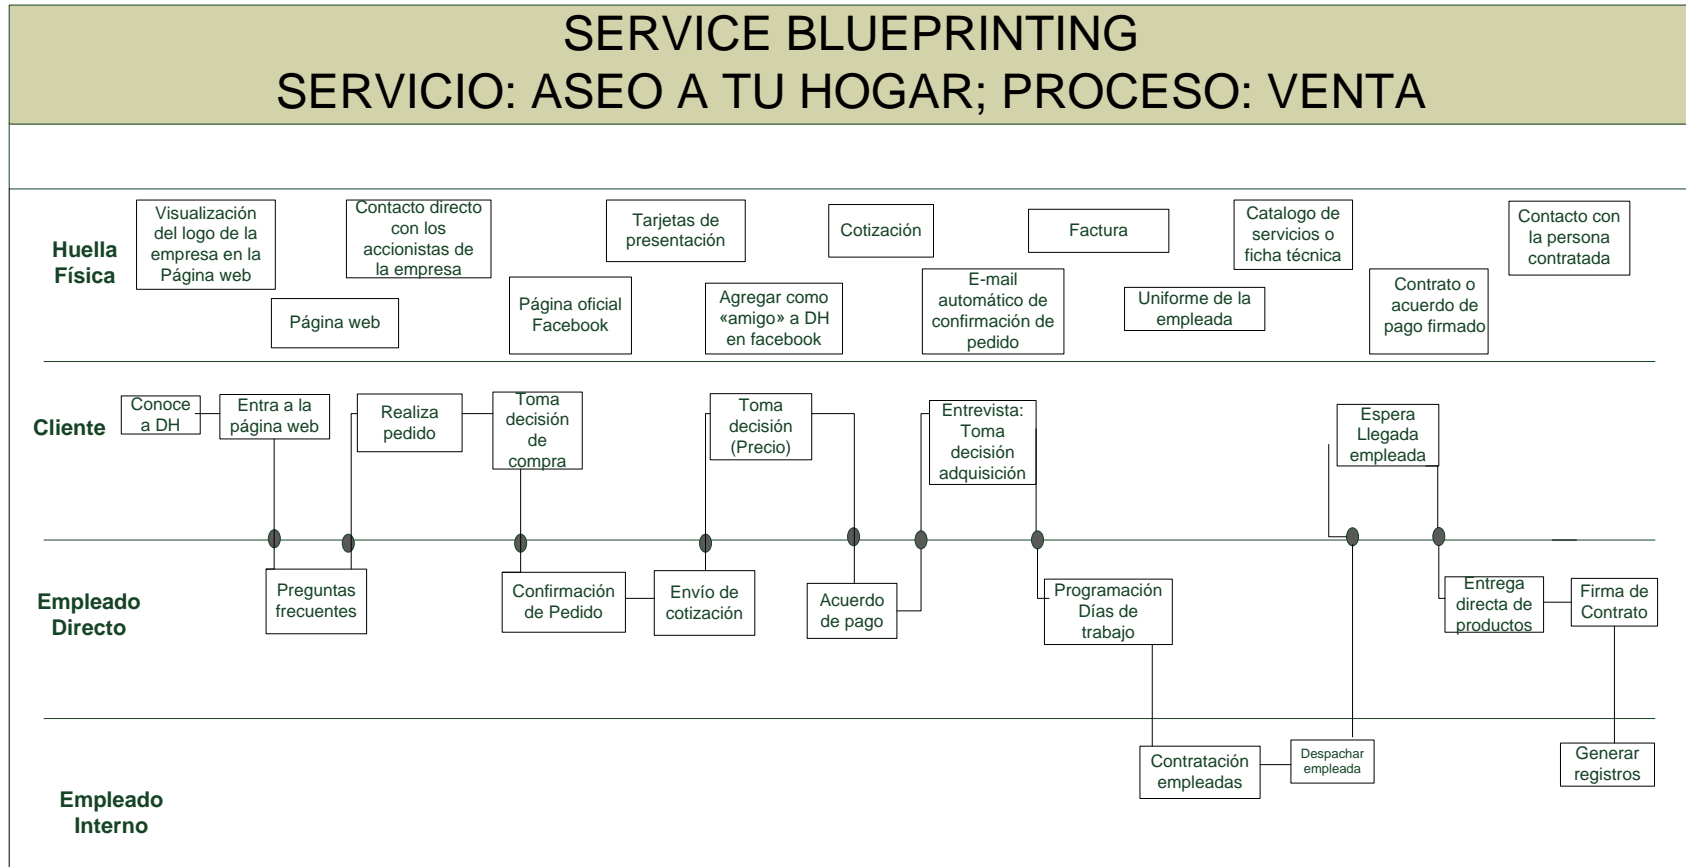 SERVICE BLUEPRINTING
SERVICIO: ASEO A TU HOGAR; PROCESO: VENTA
Huella
Física
Visualización
del logo de la
empresa en la
Página web
Página web
Contacto directo
con los
accionistas de
la empresa
Página oficial
Facebook
Tarjetas de
presentación
Agregar como
«amigo» a DH
en facebook
Cotización
E-mail
automático de
confirmación de
pedido
Factura
Uniforme de la
empleada
Catalogo de
servicios o
ficha técnica
Contrato o
acuerdo de
pago firmado
Contacto con
la persona
contratada
Cliente
Conoce
a DH
Entra a la
página web
Realiza
pedido
Toma
decisión
de
compra
Toma
decisión
(Precio)
Entrevista:
Toma
decisión
adquisición
Espera
Llegada
empleada
Empleado
Directo
Preguntas
frecuentes
Confirmación
de Pedido
Envío de
cotización
Acuerdo
de pago
Programación
Días de
trabajo
Entrega
directa de
productos
Firma de
Contrato
Empleado
Interno
Contratación
empleadas
Despachar
empleada
Generar
registros